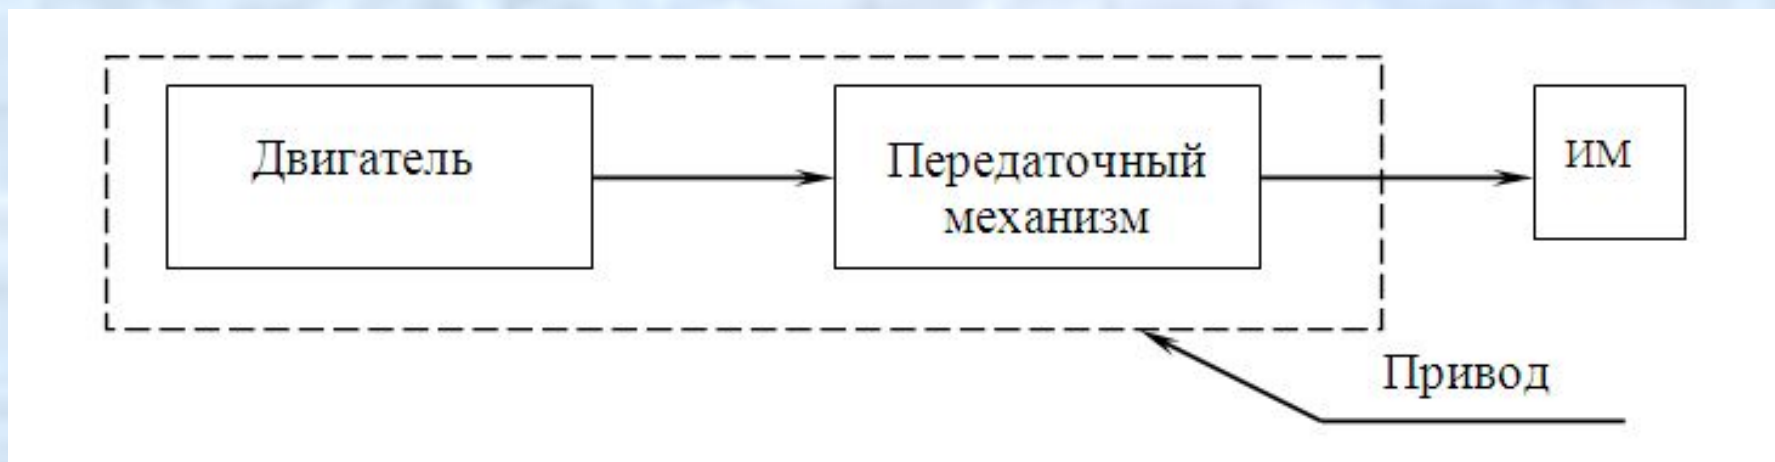 Двигатель
Передаточный
механизм
ИМ
Привод